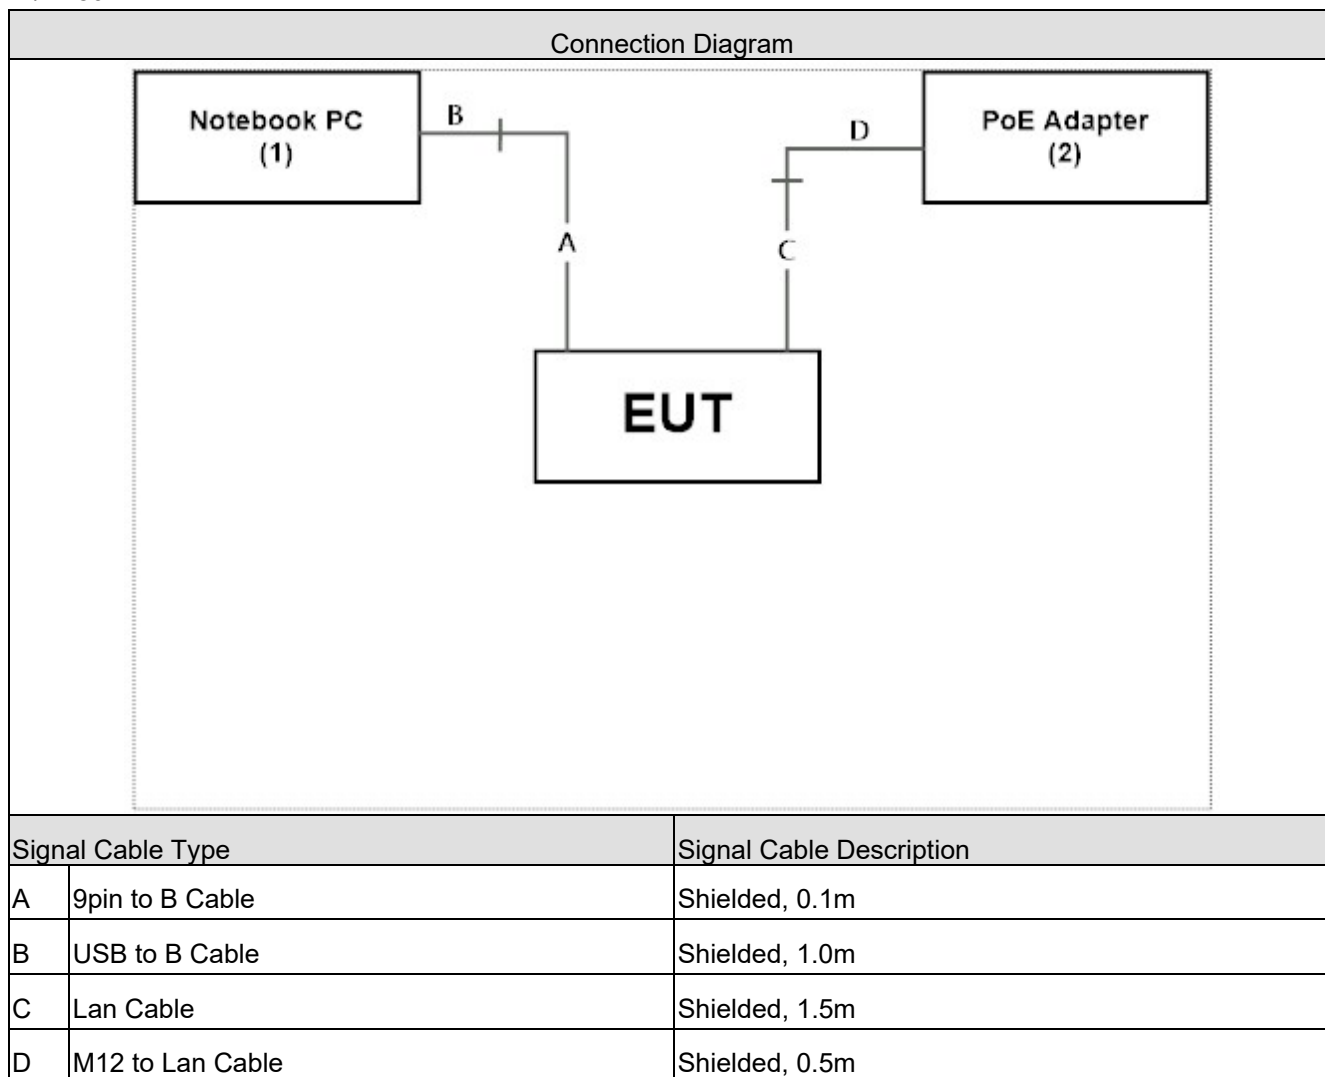 Connection Diagram
Notebook PC
(1)
B
D
PoE Adapter
(2)
A
C
EUT
Signal Cable Type
Signal Cable Description
A
9pin to B Cable
Shielded, 0.1m
B
USB to B Cable
Shielded, 1.0m
C
Lan Cable
Shielded, 1.5m
D
M12 to Lan Cable
Shielded, 0.5m